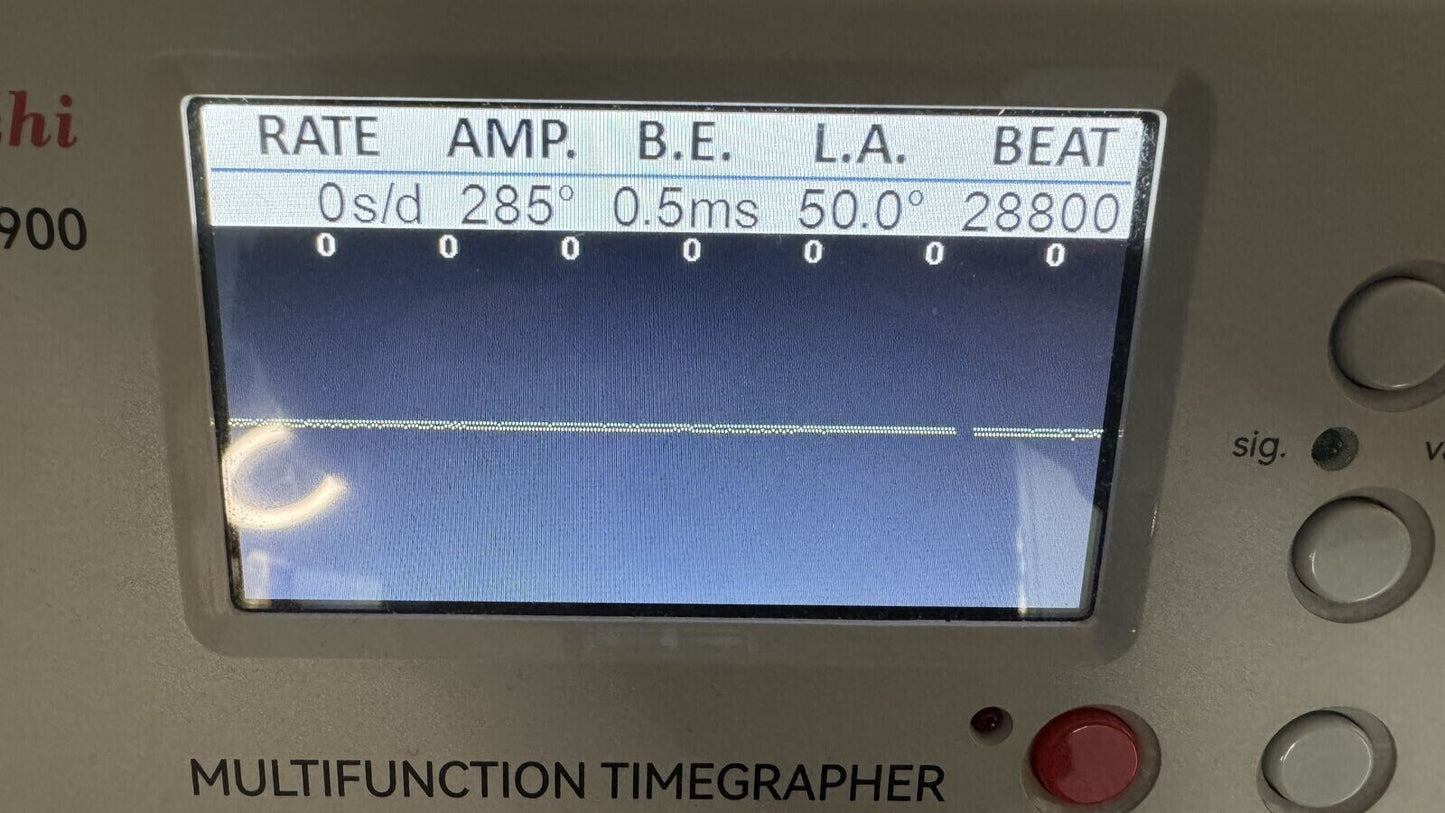 hi
900
RATE AMP. B.E. L.A. BEAT
0s/d 285° 0.5ms 50.0° 28800
0 0 0 0 0 0 0
sig.
MULTIFUNCTION TIMEGRAPHER